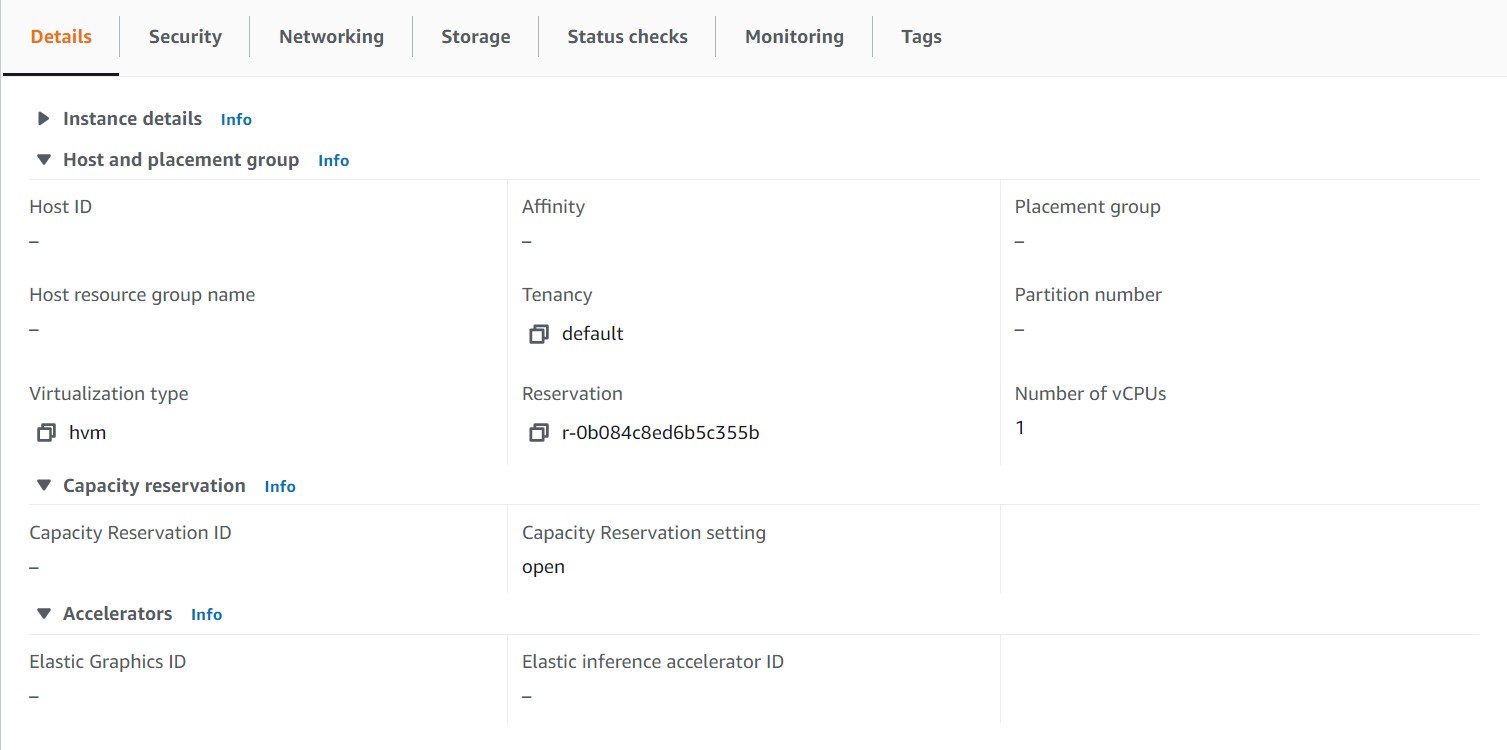 Details Security Networking Storage Status checks Monitoring Tags
Instance details Info
Host and placement group Info
Host ID Affinity Placement group
– – –
Host resource group name Tenancy Partition number
– default –
Virtualization type Reservation Number of vCPUs
hvm r-0b084c8ed6b5c355b 1
Capacity reservation Info
Capacity Reservation ID Capacity Reservation setting
– open
Accelerators Info
Elastic Graphics ID Elastic inference accelerator ID
– –